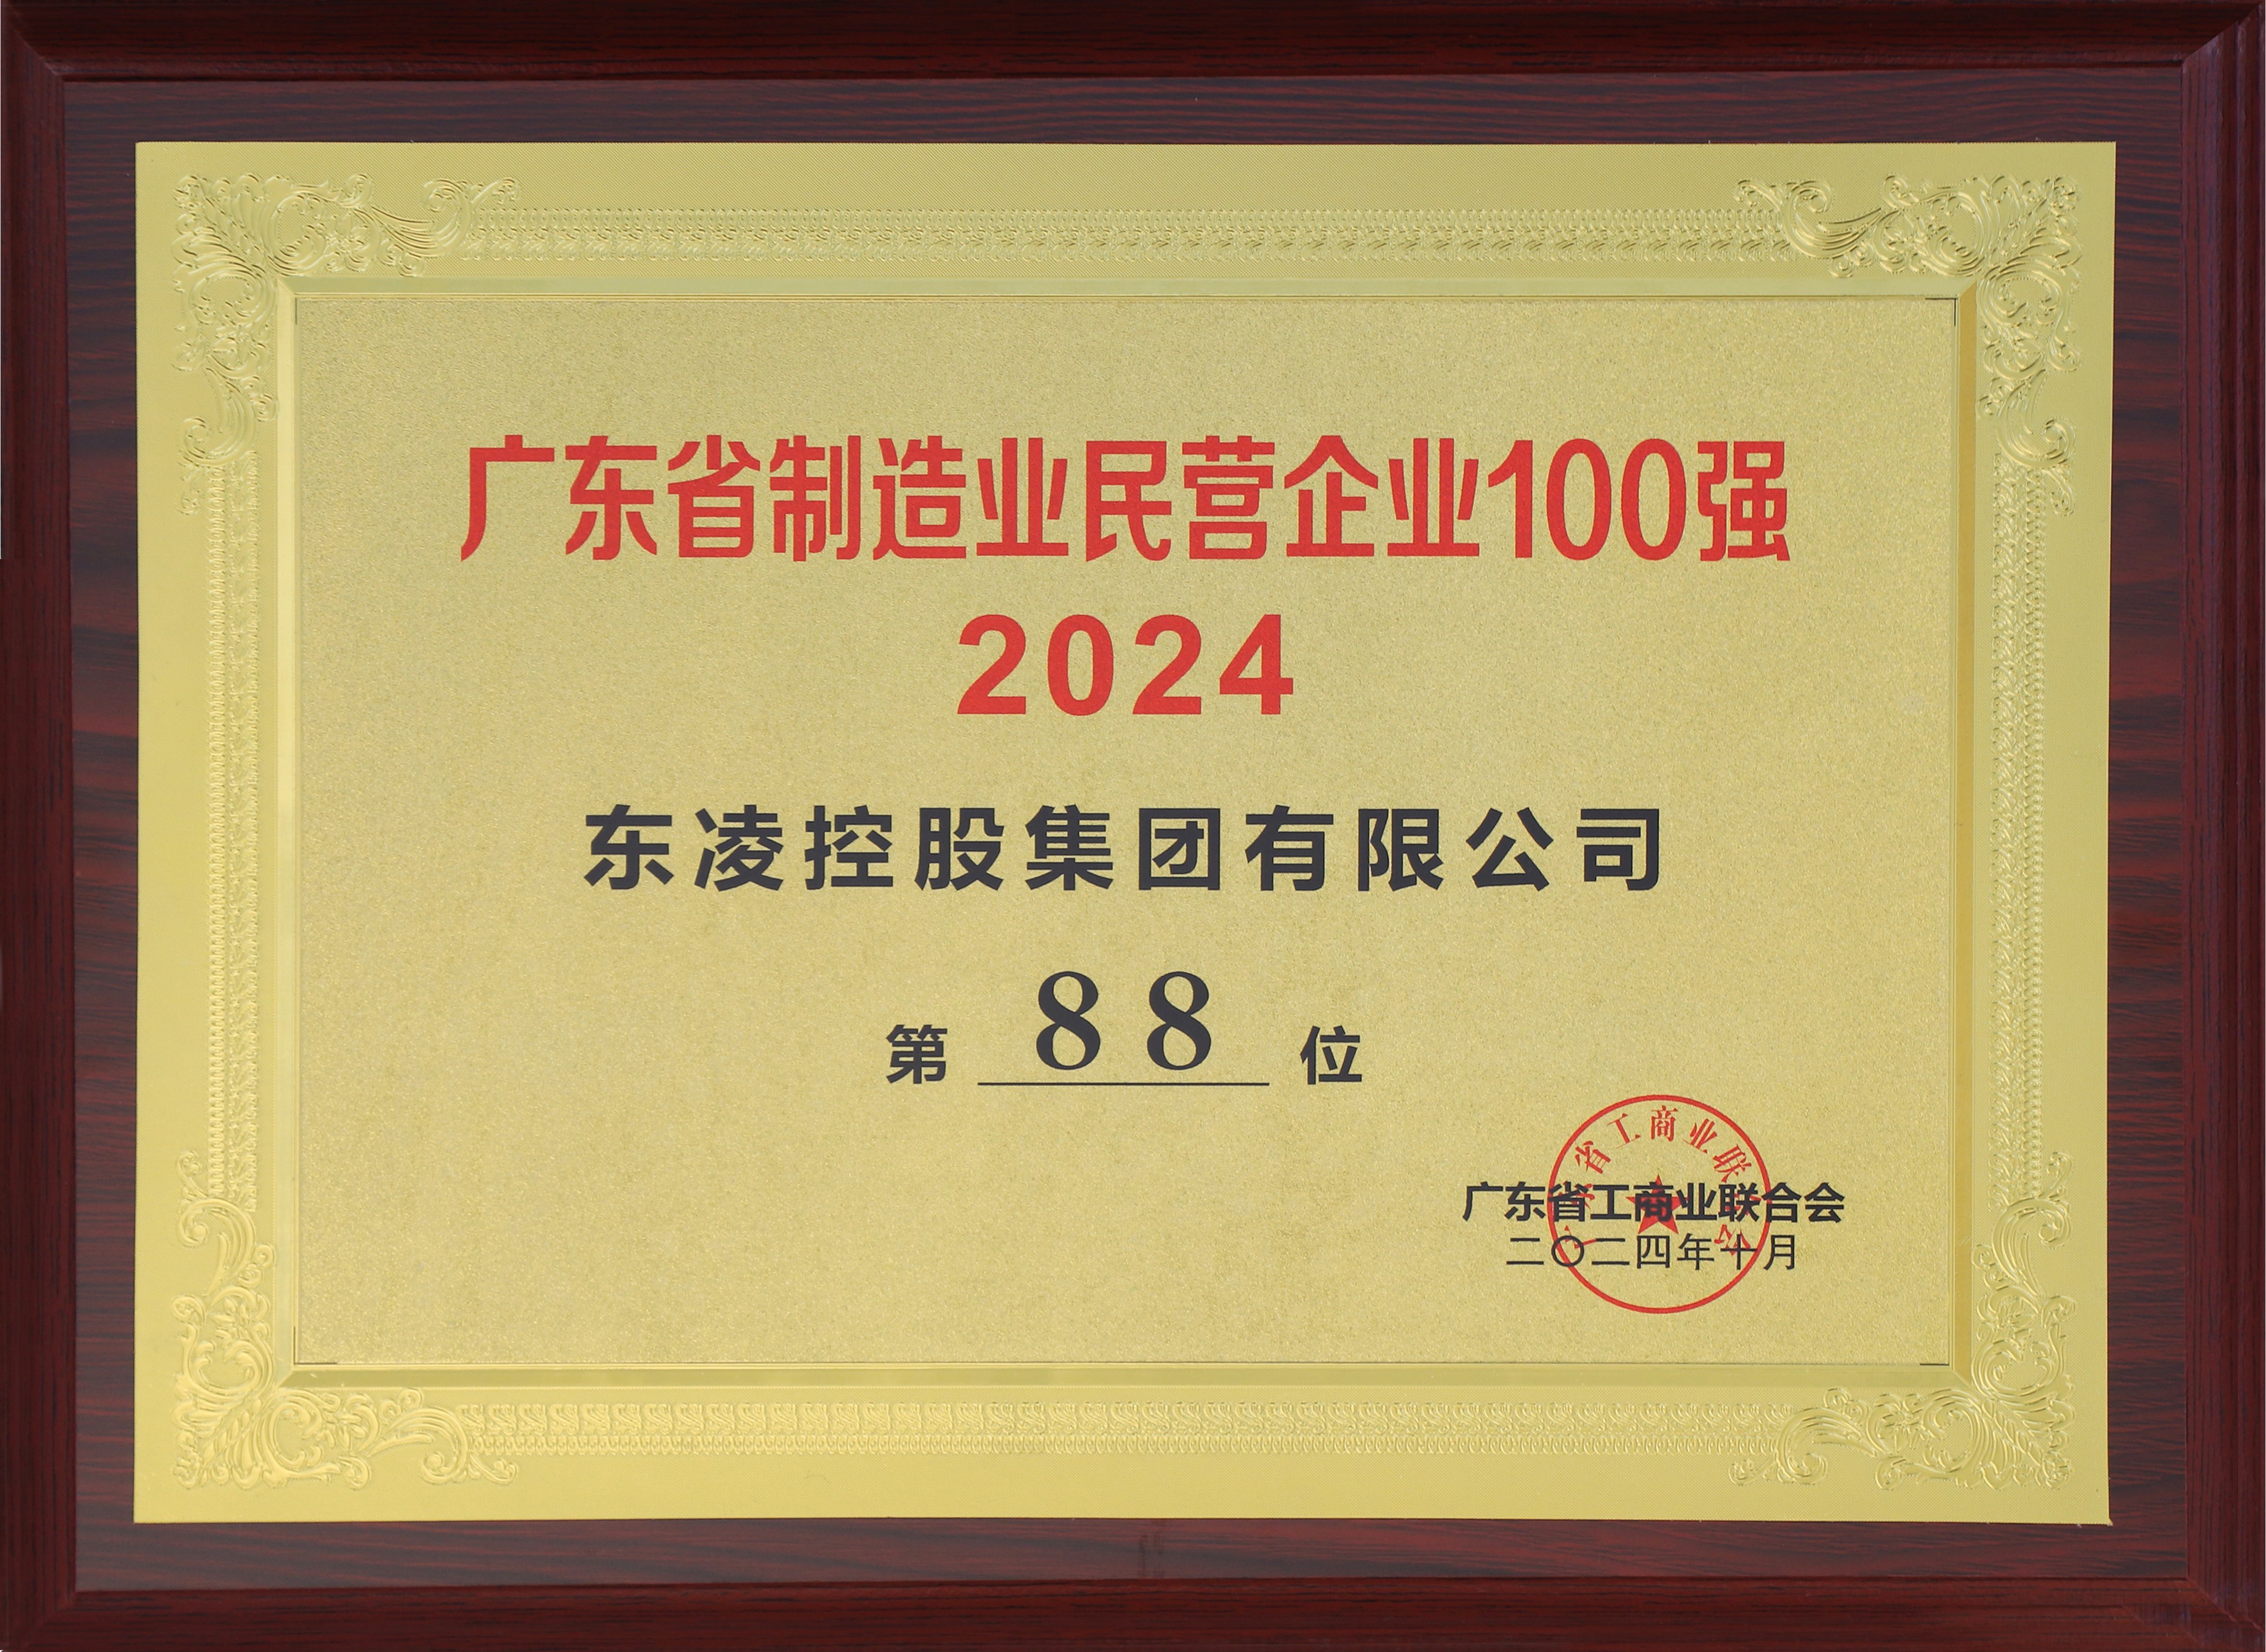 广东省制造业民营企业100强
2024
东凌控股集团有限公司
第 88 位
广东省工商业联合会
二〇二四年十月